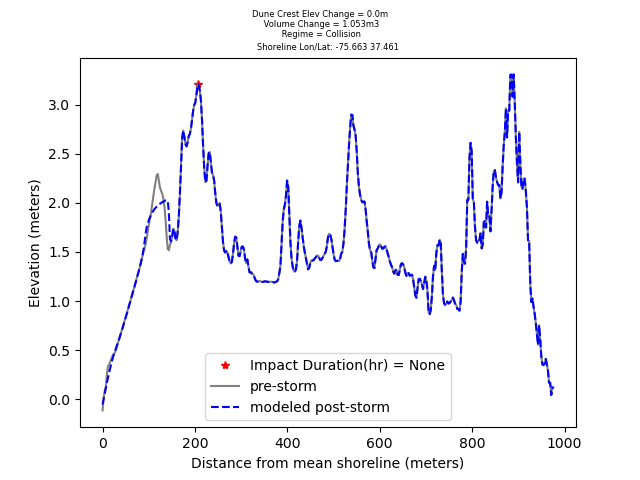 Dune Crest Elev Change = 0.0m
Volume Change = 1.053m3
Regime = Collision
Shoreline Lon/Lat: -75.663 37.461
Elevation (meters)
3.0
2.5
2.0
1.5
1.0
0.5
0.0
Impact Duration(hr) = None
pre-storm
modeled post-storm
0 200 400 600 800 1000
Distance from mean shoreline (meters)